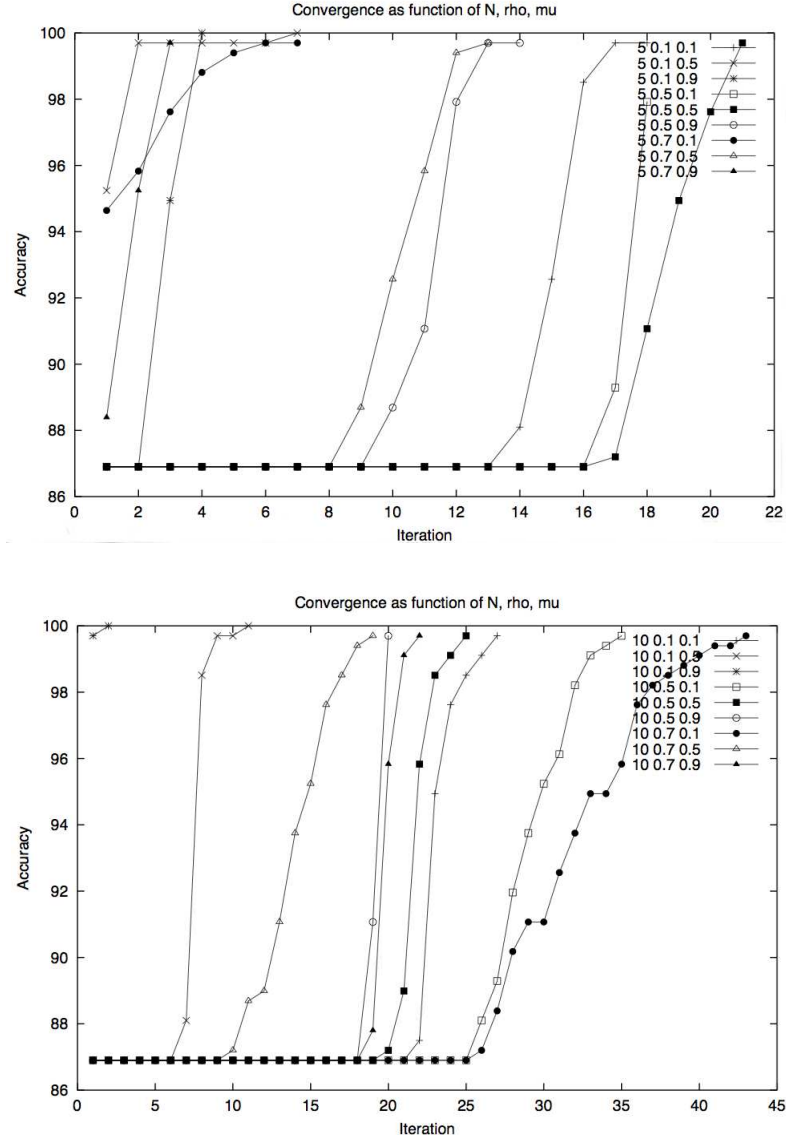 Convergence as function of N, rho, mu
100
98
96
94
92
90
88
86
Accuracy
5 0.1 0.1
5 0.1 0.5
5 0.1 0.9
5 0.5 0.1
5 0.5 0.5
5 0.5 0.9
5 0.7 0.1
5 0.7 0.5
5 0.7 0.9
0 2 4 6 8 10 12 14 16 18 20 22
Iteration
Convergence as function of N, rho, mu
100
98
96
94
92
90
88
86
Accuracy
10 0.1 0.1
10 0.1 0.5
10 0.1 0.9
10 0.5 0.1
10 0.5 0.5
10 0.5 0.9
10 0.7 0.1
10 0.7 0.5
10 0.7 0.9
0 5 10 15 20 25 30 35 40 45
Iteration